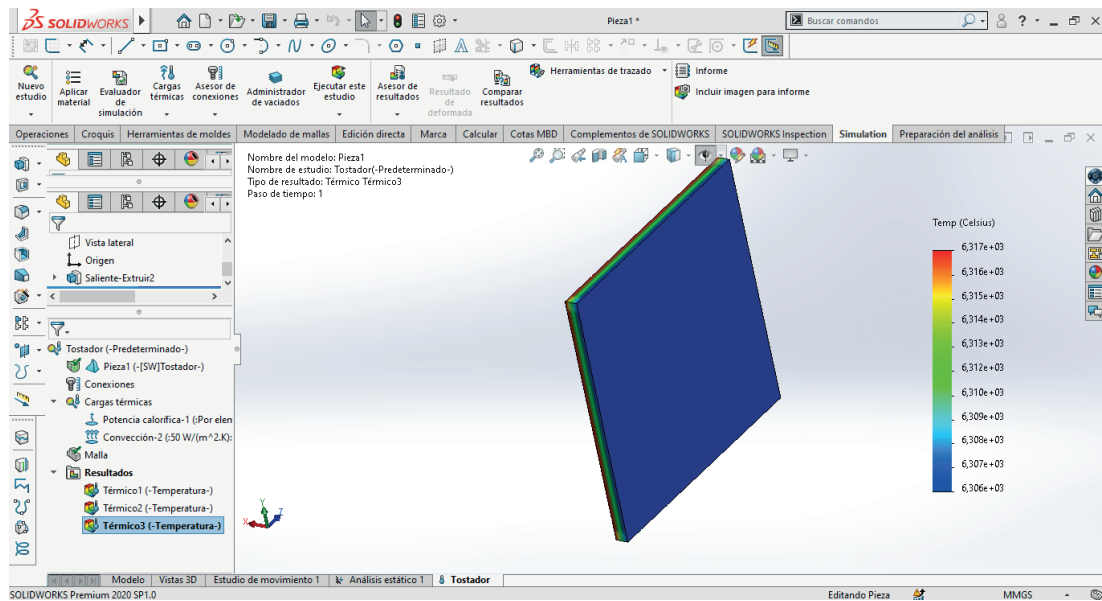 SOLIDWORKS
Pieza1 *
Buscar comandos
Nuevo estudio
Aplicar material
Evaluador de simulación
Cargas térmicas
Asesor de conexiones
Administrador de vaciados
Ejecutar este estudio
Asesor de resultados
Resultado de deformada
Comparar resultados
Herramientas de trazado
Informe
Incluir imagen para informe
Operaciones
Croquis
Herramientas de moldes
Modelado de mallas
Edición directa
Marca
Calcular
Cotas MBD
Complementos de SOLIDWORKS
SOLIDWORKS Inspection
Simulation
Preparación del análisis
Nombre del modelo: Pieza1
Nombre de estudio: Tostador(-Predeterminado-)
Tipo de resultado: Térmico Térmico3
Paso de tiempo: 1
Vista lateral
Origen
Saliente-Extruir2
Tostador (-Predeterminado-)
Pieza1 (-[SW]Tostador-)
Conexiones
Cargas térmicas
Potencia calorífica-1 (:Por elem
Convección-2 (:50 W/(m^2.K):
Malla
Resultados
Térmico1 (-Temperatura-)
Térmico2 (-Temperatura-)
Térmico3 (-Temperatura-)
Temp (Celsius)
6,317e+03
6,316e+03
6,315e+03
6,314e+03
6,313e+03
6,312e+03
6,310e+03
6,309e+03
6,308e+03
6,307e+03
6,306e+03
Y
X
Z
Modelo
Vistas 3D
Estudio de movimiento 1
Análisis estático 1
Tostador
SOLIDWORKS Premium 2020 SP1.0
Editando Pieza
MMGS